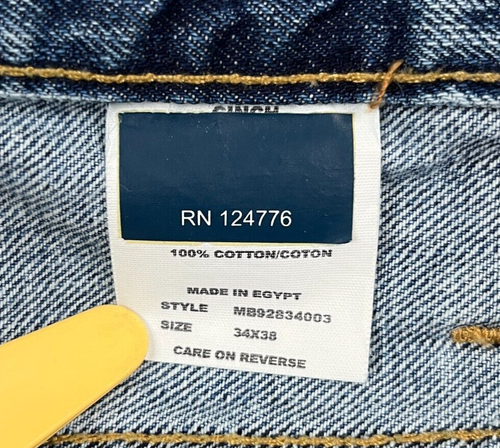 CINCH
RN 124776
100% COTTON/COTON
MADE IN EGYPT
STYLE MB92834003
SIZE 34X38
CARE ON REVERSE